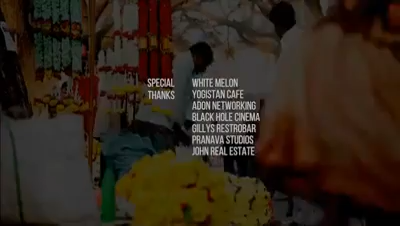 SPECIAL THANKS
WHITE MELON
YOGISTAN CAFE
ADON NETWORKING
BLACK HOLE CINEMA
GILLYS RESTROBAR
PRANAVA STUDIOS
JOHN REAL ESTATE